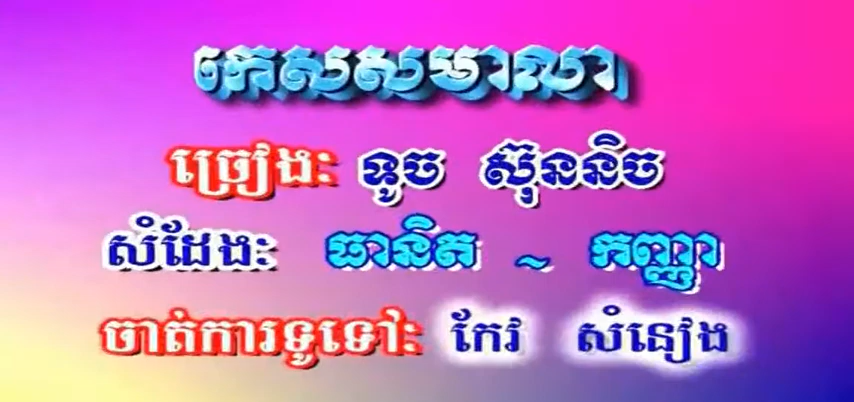 កេសសមាលា
ច្រៀង: ទូច ស៊ុននិច
សំដែង: ធានិត ~ កញ្ញា
ចាត់ការទូទៅ: កែវ សំនៀង